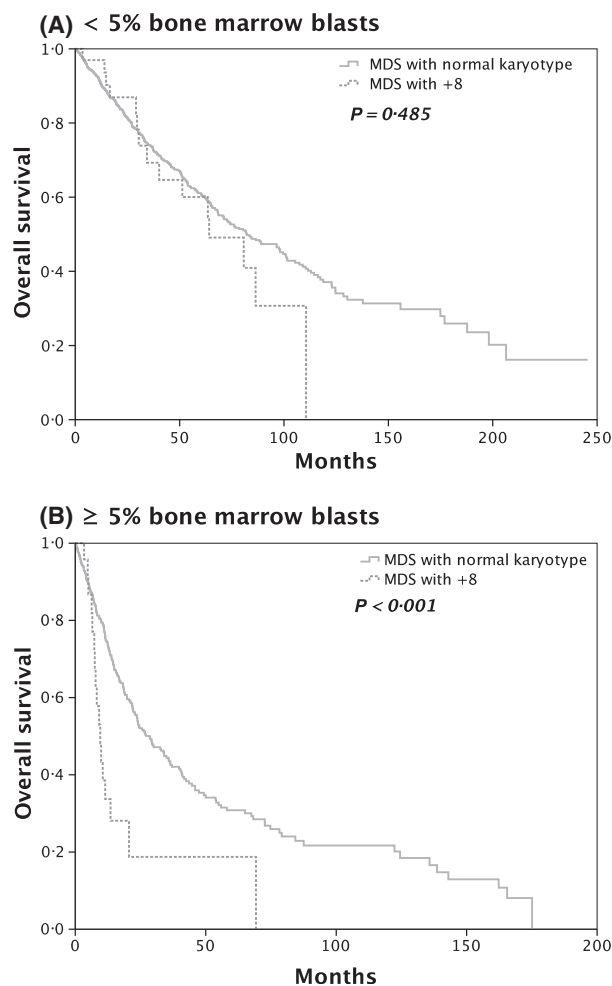 (A) < 5% bone marrow blasts
1·0
0·8
0·6
0·4
0·2
0·0
Overall survival
MDS with normal karyotype
MDS with +8
P = 0·485
0 50 100 150 200 250
Months
(B) ≥ 5% bone marrow blasts
1·0
0·8
0·6
0·4
0·2
0·0
Overall survival
MDS with normal karyotype
MDS with +8
P < 0·001
0 50 100 150 200
Months